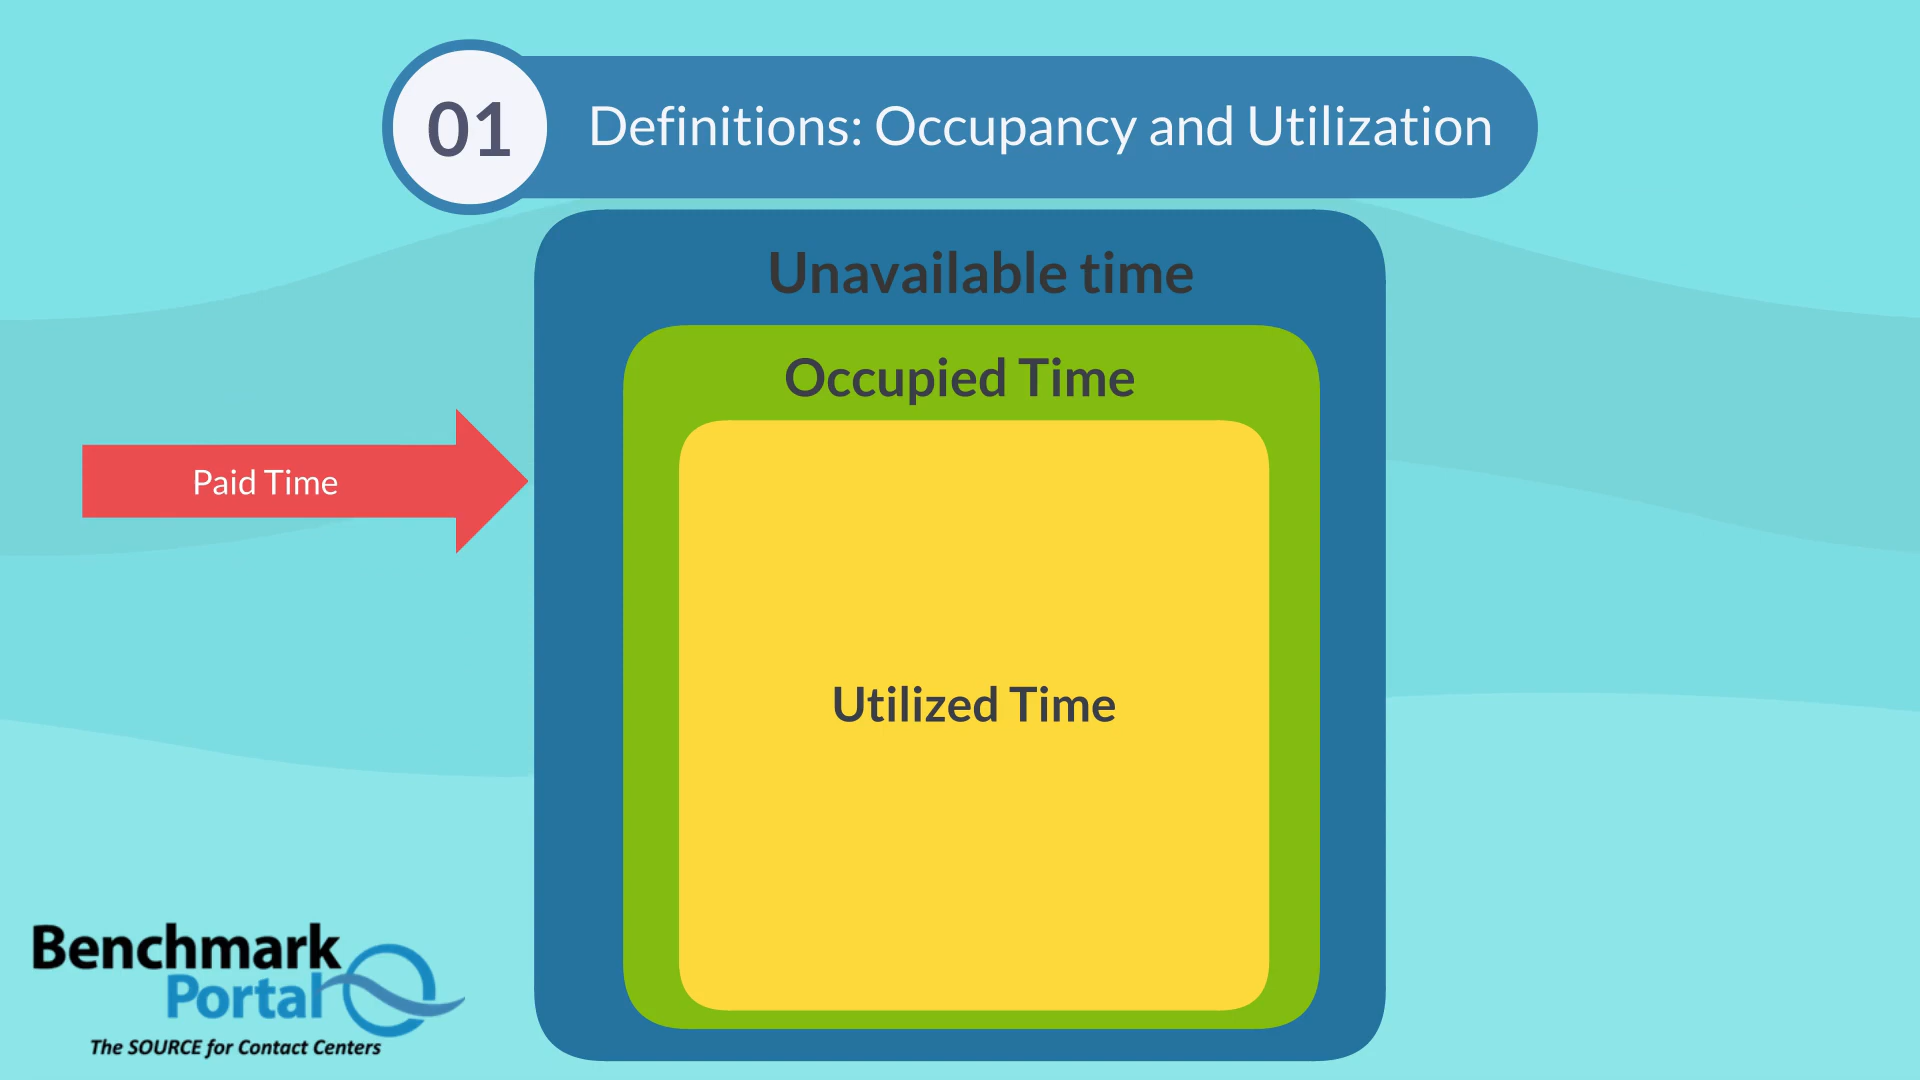 01
Definitions: Occupancy and Utilization
Unavailable time
Occupied Time
Paid Time
Utilized Time
Benchmark
Portal
The SOURCE for Contact Centers